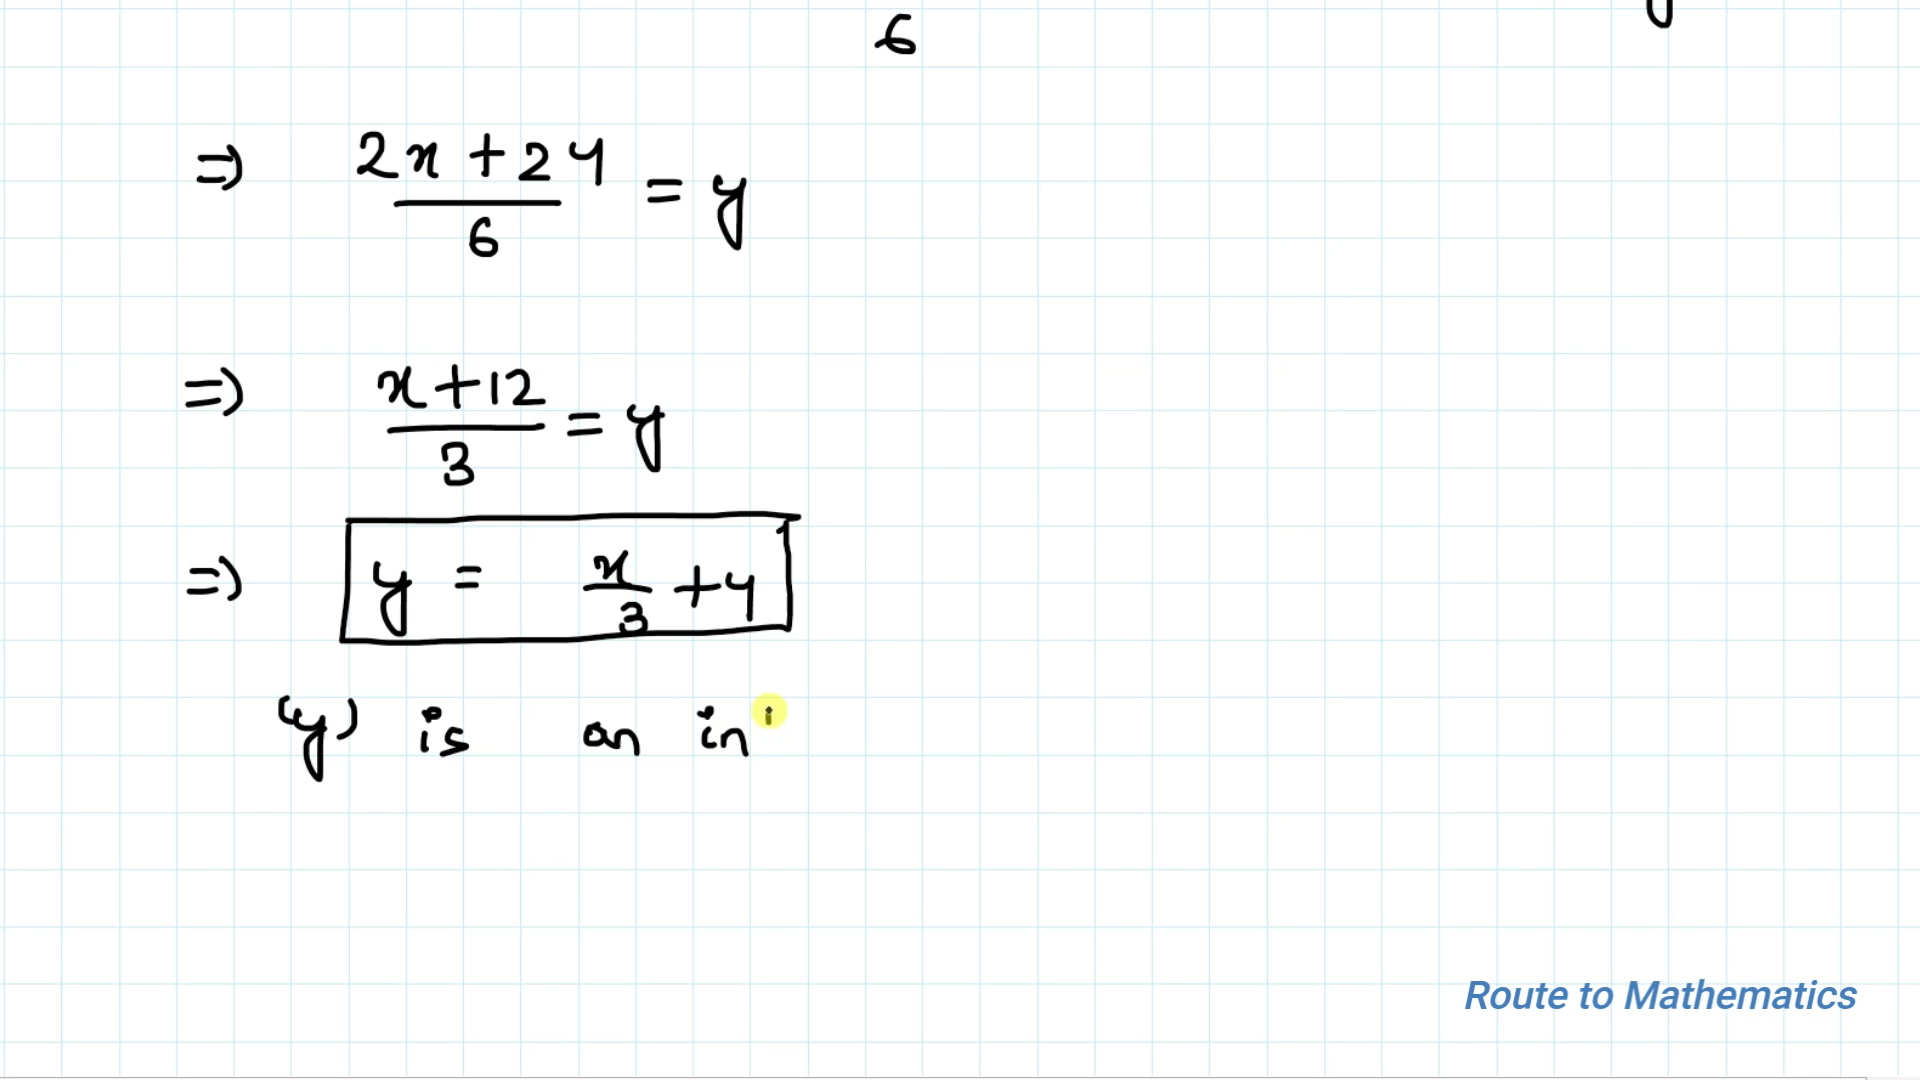 6
=> 2x + 24 / 6 = y
=> x + 12 / 3 = y
=> y = x/3 + 4
(y) is an in
Route to Mathematics